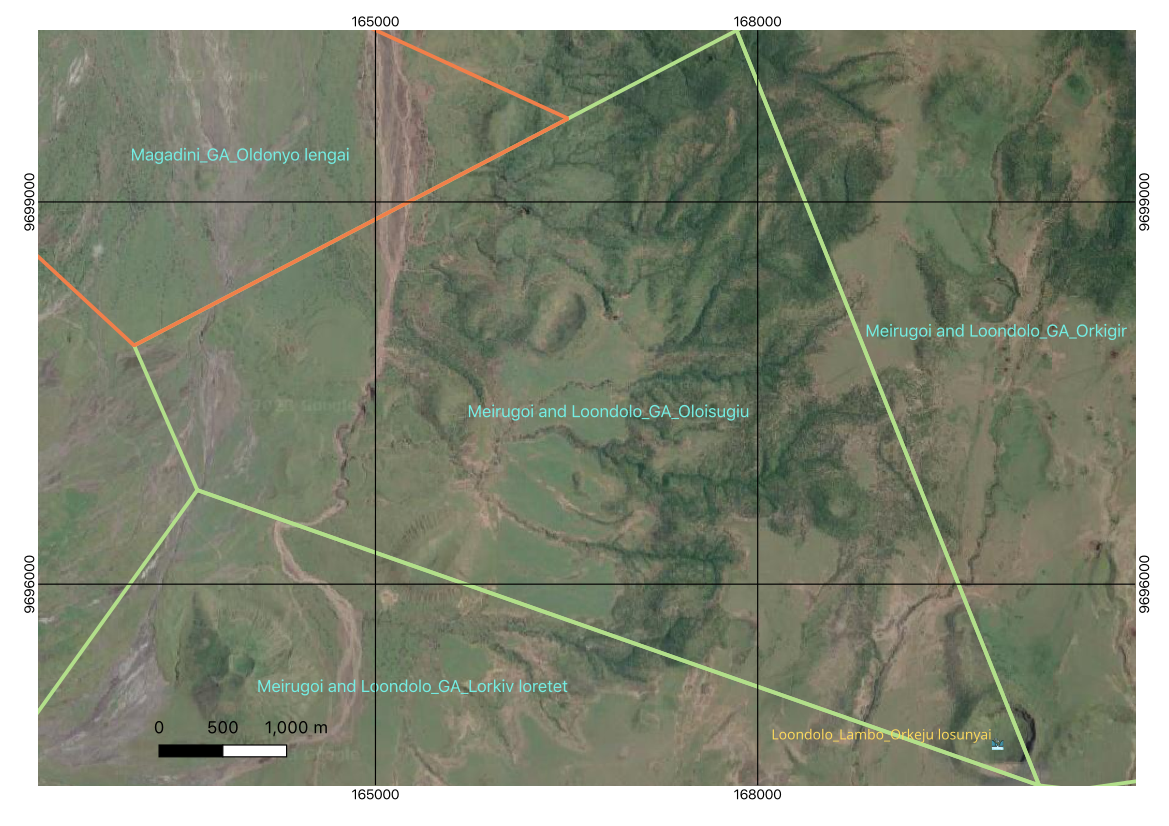 165000 168000
Magadini_GA_Oldonyo lengai
9699000 9699000
Meirugoi and Loondolo_GA_Orkigir
Meirugoi and Loondolo_GA_Oloisugiu
9696000 9696000
Meirugoi and Loondolo_GA_Lorkiv loretet
0 500 1,000 m
Loondolo_Lambo_Orkeju losunyai
165000 168000